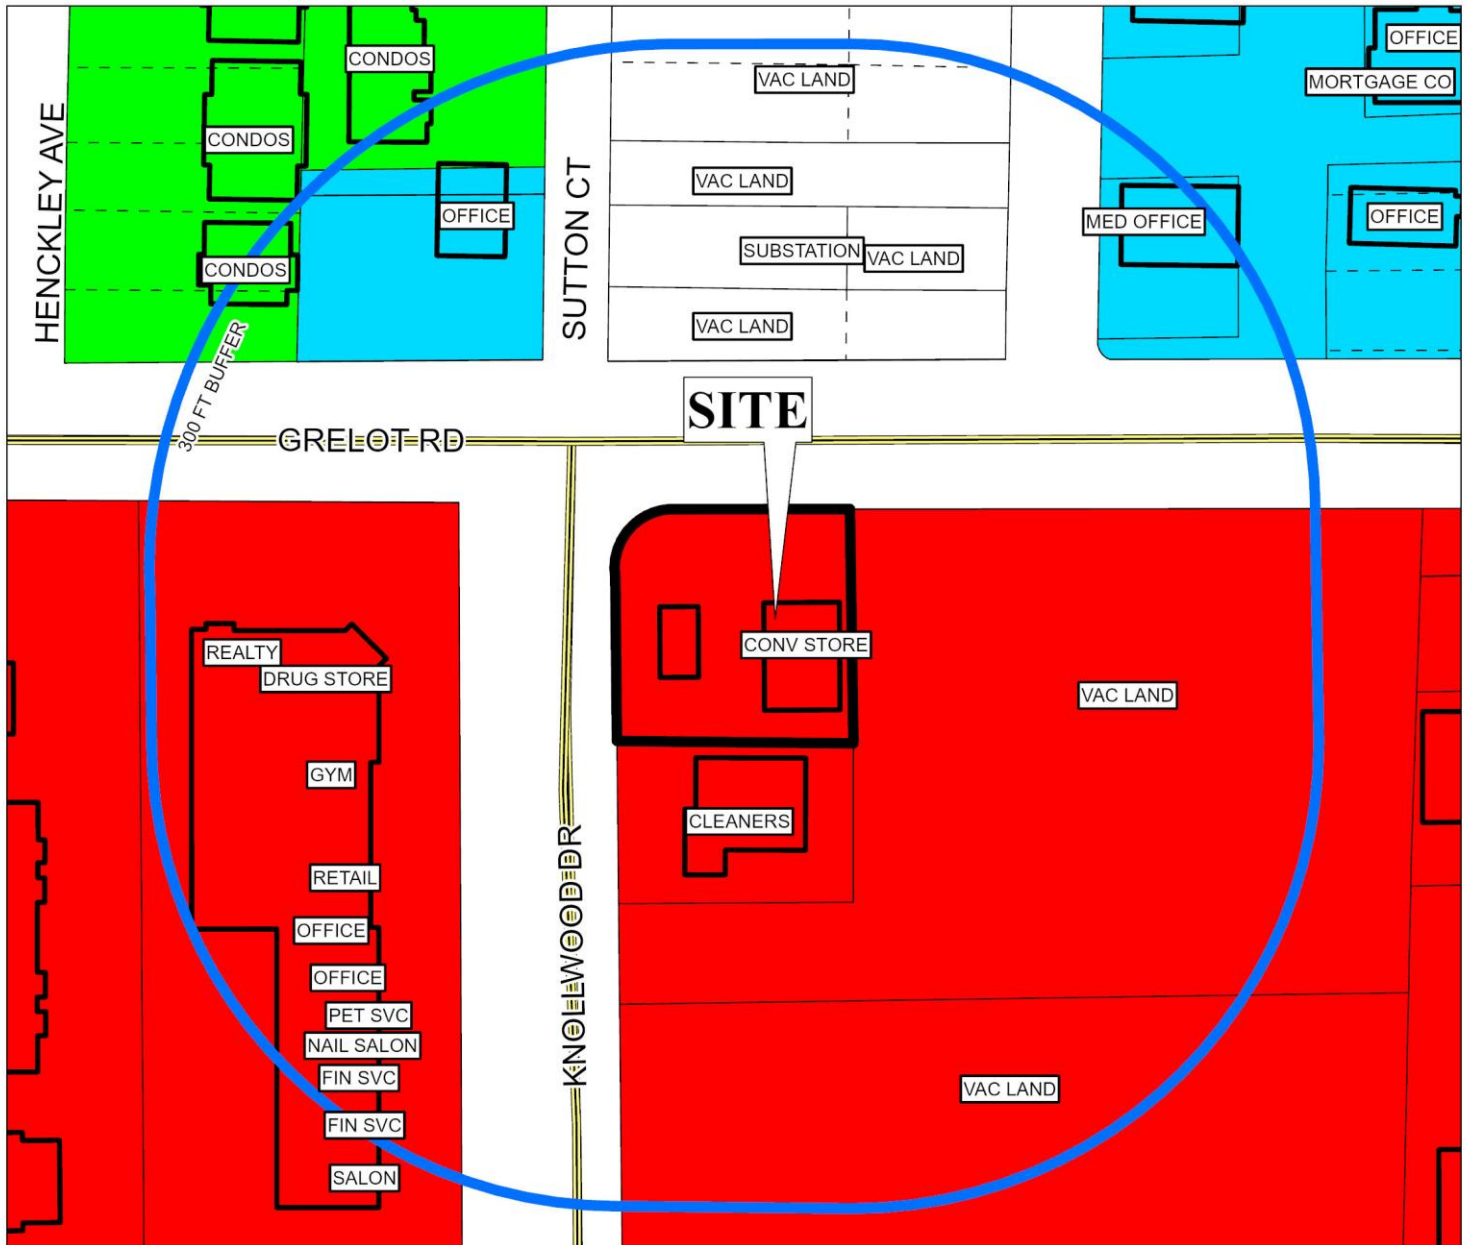 CONDOS
OFFICE
VAC LAND
MORTGAGE CO
CONDOS
HENCKLEY AVE
VAC LAND
OFFICE
SUTTON CT
MED OFFICE
OFFICE
SUBSTATION
VAC LAND
CONDOS
VAC LAND
300 FT BUFFER
SITE
GRELOT RD
CONV STORE
REALTY
DRUG STORE
VAC LAND
GYM
CLEANERS
RETAIL
OFFICE
KNOLLWOOD DR
OFFICE
PET SVC
NAIL SALON
FIN SVC
VAC LAND
FIN SVC
SALON